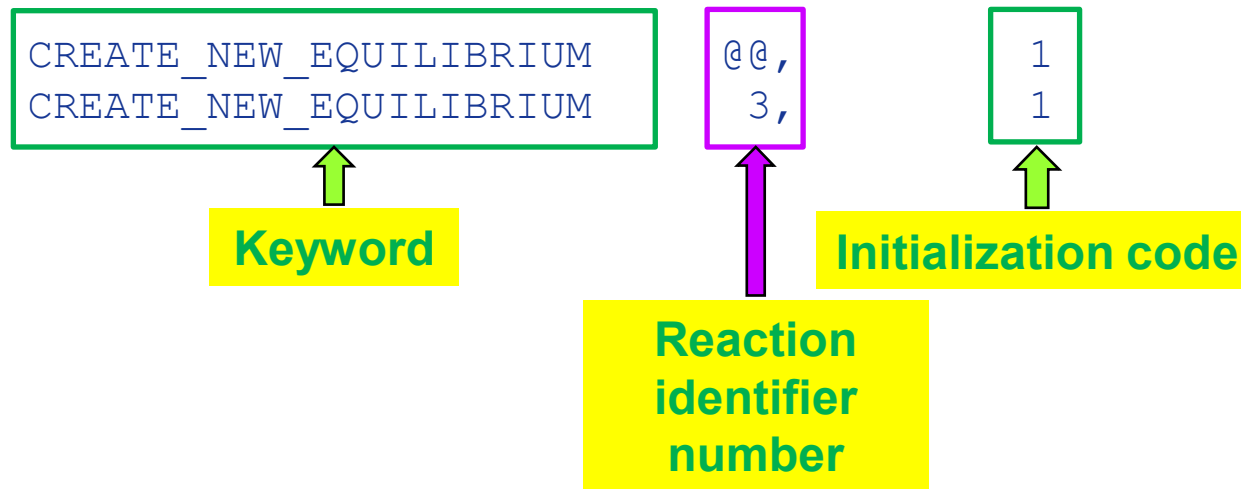 CREATE_NEW_EQUILIBRIUM @@, 1
CREATE_NEW_EQUILIBRIUM 3, 1
Keyword
Initialization code
Reaction
identifier
number